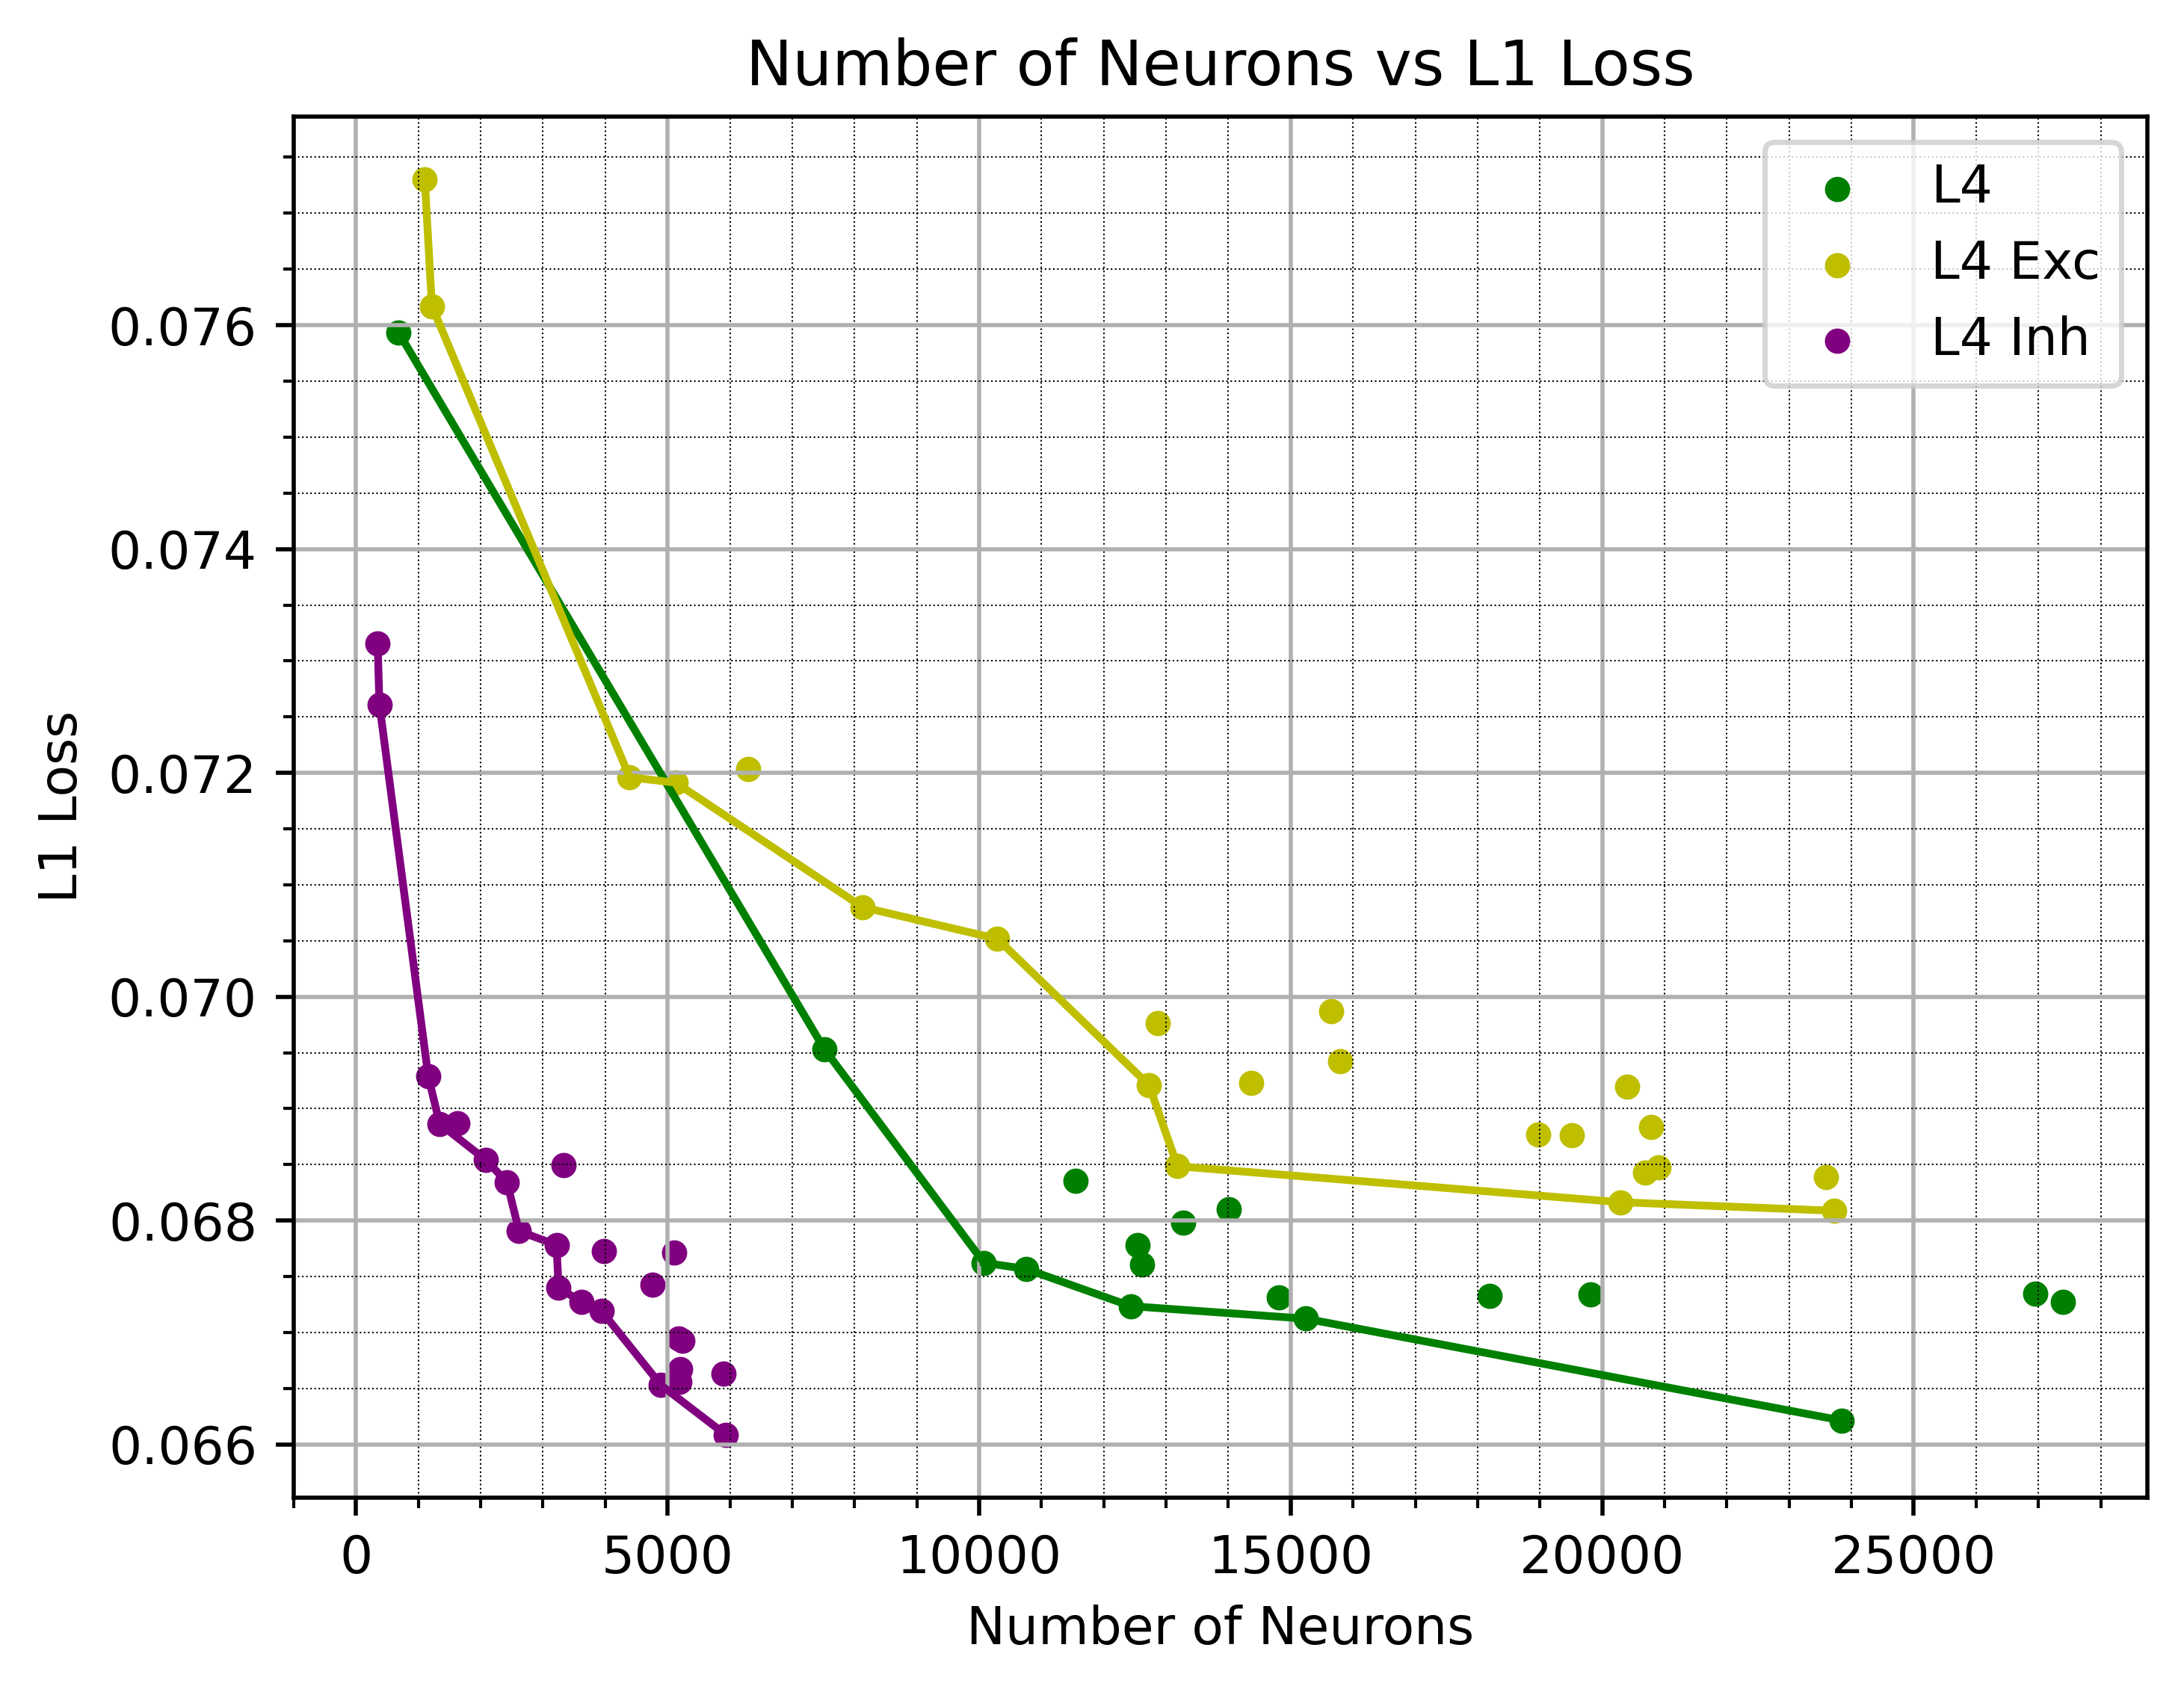 Number of Neurons vs L1 Loss
L4
L4 Exc
L4 Inh
0.076
0.074
0.072
0.070
0.068
0.066
L1 Loss
0 5000 10000 15000 20000 25000
Number of Neurons